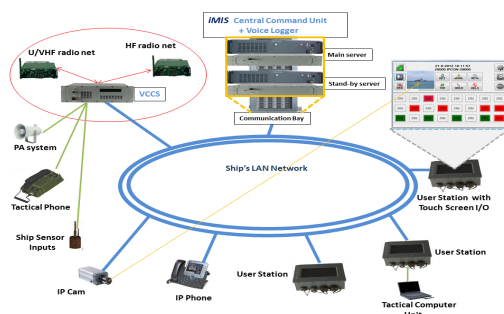 iMIS Central Command Unit
+ Voice Logger
U/VHF radio net
HF radio net
Main server
VCCS
Stand-by server
Communication Bay
PA system
Ship's LAN Network
Tactical Phone
User Station with
Touch Screen I/O
Ship Sensor
Inputs
User Station
User Station
IP Cam
IP Phone
Tactical Computer
Unit